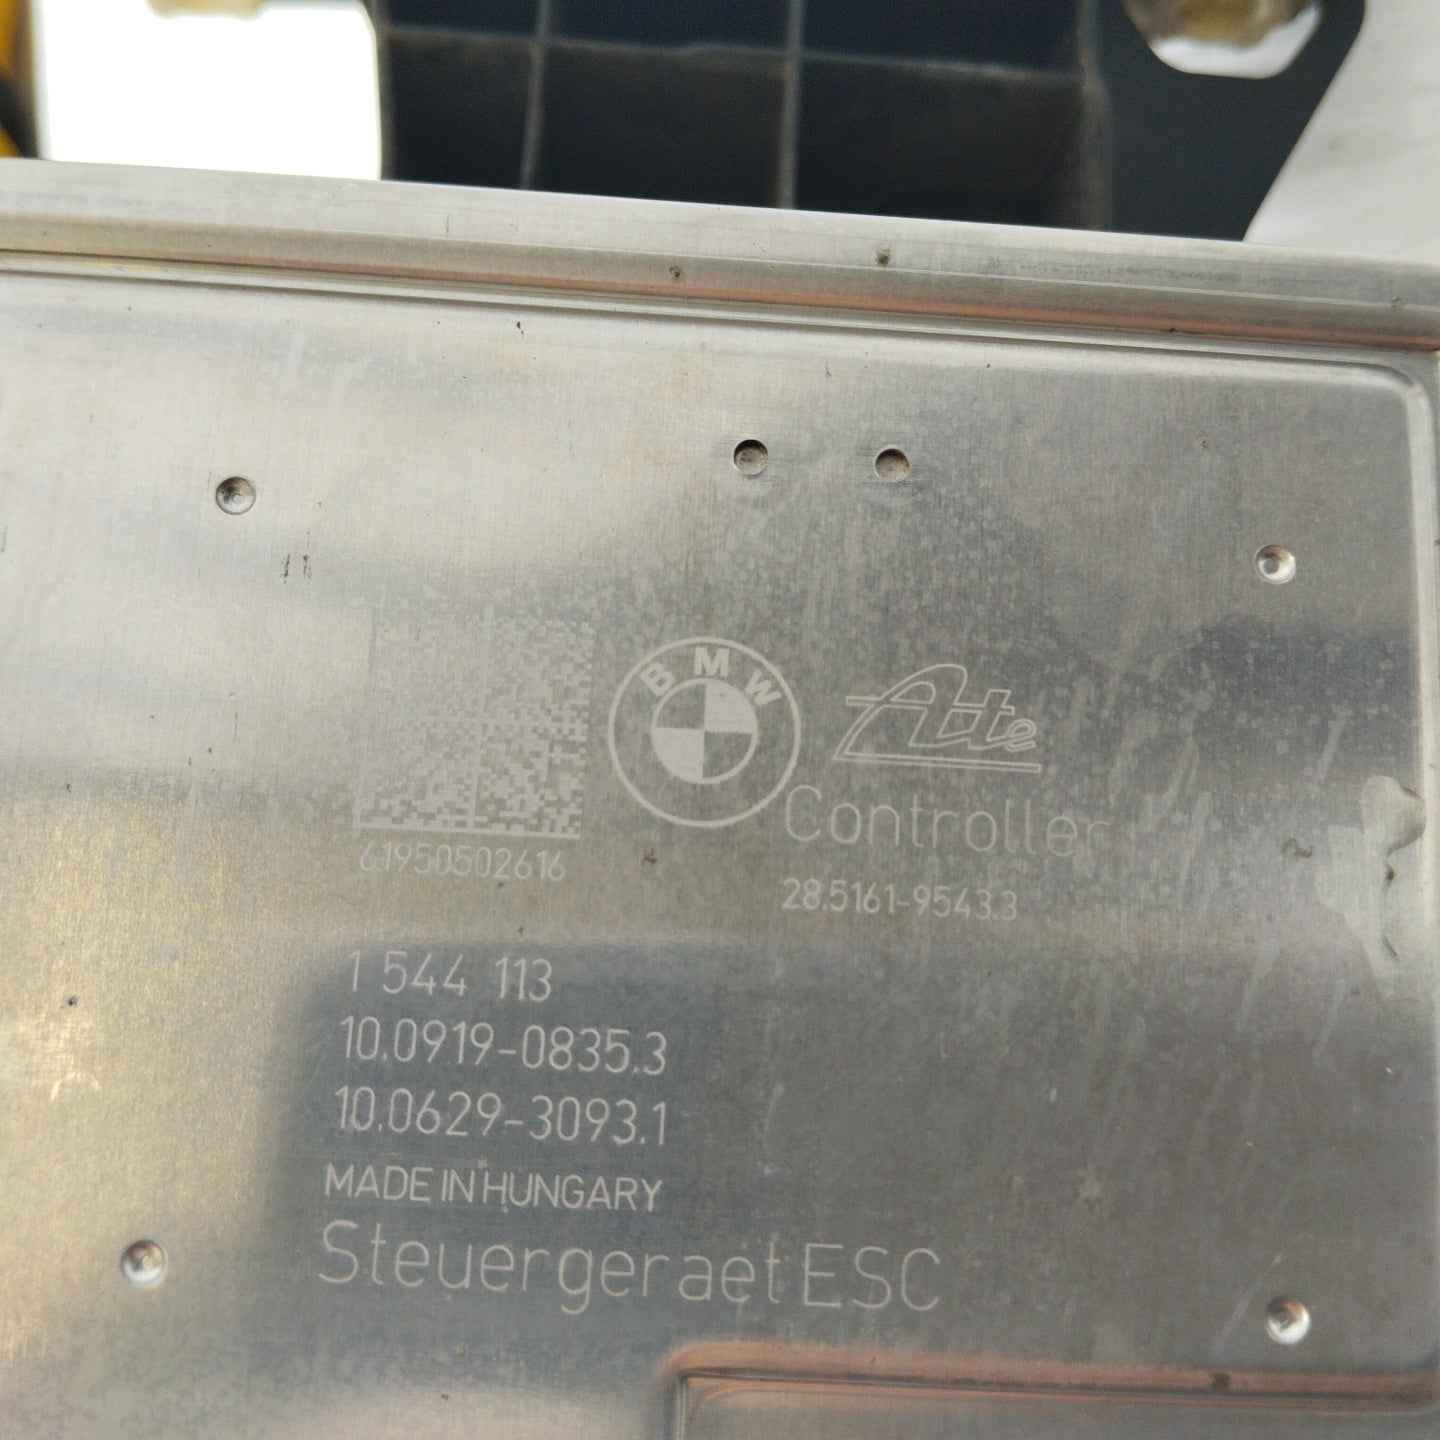 BMW
Ate
Controller
61950502616
28.5161-9543.3
1 544 113
10.0919-0835.3
10.0629-3093.1
MADE IN HUNGARY
Steuergeraet ESC